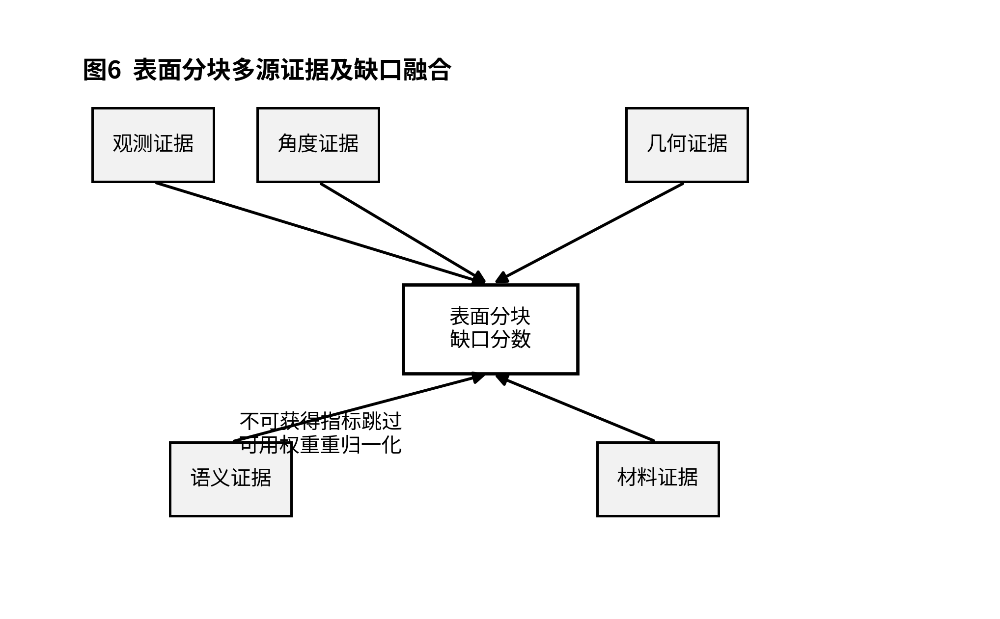 图6 表面分块多源证据及缺口融合
观测证据
角度证据
几何证据
表面分块
缺口分数
不可获得指标跳过
可用权重重归一化
语义证据
材料证据